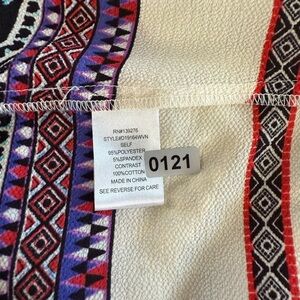 RN#139276
STYLE#D19164WVN
SELF
95%POLYESTER
5%SPANDEX
CONTRAST
100%COTTON
MADE IN CHINA
SEE REVERSE FOR CARE
0121